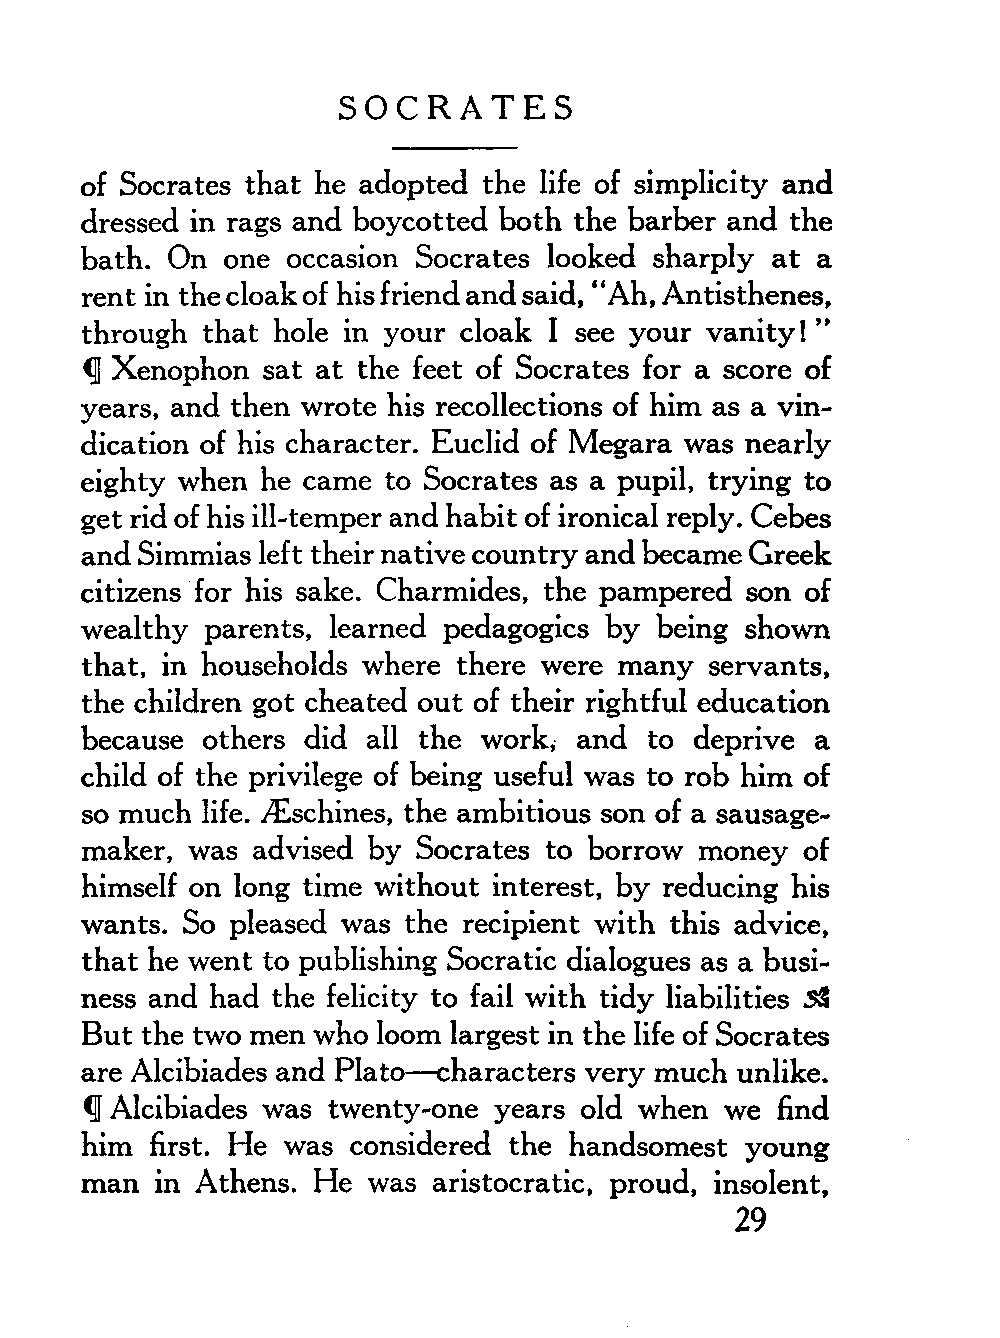 SOCRATES
of Socrates that he adopted the life of simplicity and
dressed in rags and boycotted both the barber and the
bath. On one occasion Socrates looked sharply at a
rent in the cloak of his friend and said, “Ah, Antisthenes,
through that hole in your cloak I see your vanity!”
¶ Xenophon sat at the feet of Socrates for a score of
years, and then wrote his recollections of him as a vin-
dication of his character. Euclid of Megara was nearly
eighty when he came to Socrates as a pupil, trying to
get rid of his ill-temper and habit of ironical reply. Cebes
and Simmias left their native country and became Greek
citizens for his sake. Charmides, the pampered son of
wealthy parents, learned pedagogics by being shown
that, in households where there were many servants,
the children got cheated out of their rightful education
because others did all the work, and to deprive a
child of the privilege of being useful was to rob him of
so much life. Æschines, the ambitious son of a sausage-
maker, was advised by Socrates to borrow money of
himself on long time without interest, by reducing his
wants. So pleased was the recipient with this advice,
that he went to publishing Socratic dialogues as a busi-
ness and had the felicity to fail with tidy liabilities
But the two men who loom largest in the life of Socrates
are Alcibiades and Plato—characters very much unlike.
¶ Alcibiades was twenty-one years old when we find
him first. He was considered the handsomest young
man in Athens. He was aristocratic, proud, insolent,
29